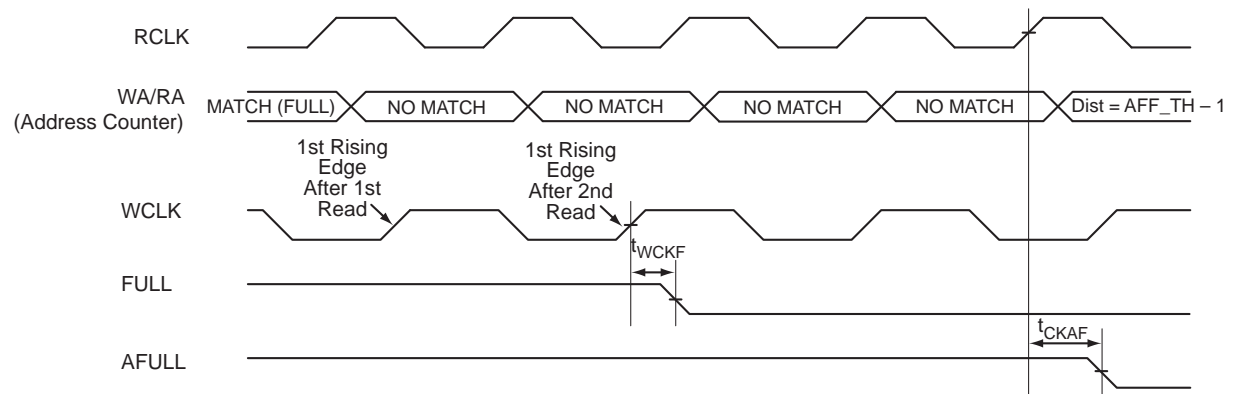 RCLK
WA/RA
(Address Counter)
MATCH (FULL)
NO MATCH
NO MATCH
NO MATCH
NO MATCH
Dist = AFF_TH – 1
1st Rising
Edge
After 1st
Read
1st Rising
Edge
After 2nd
Read
WCLK
tWCKF
FULL
tCKAF
AFULL